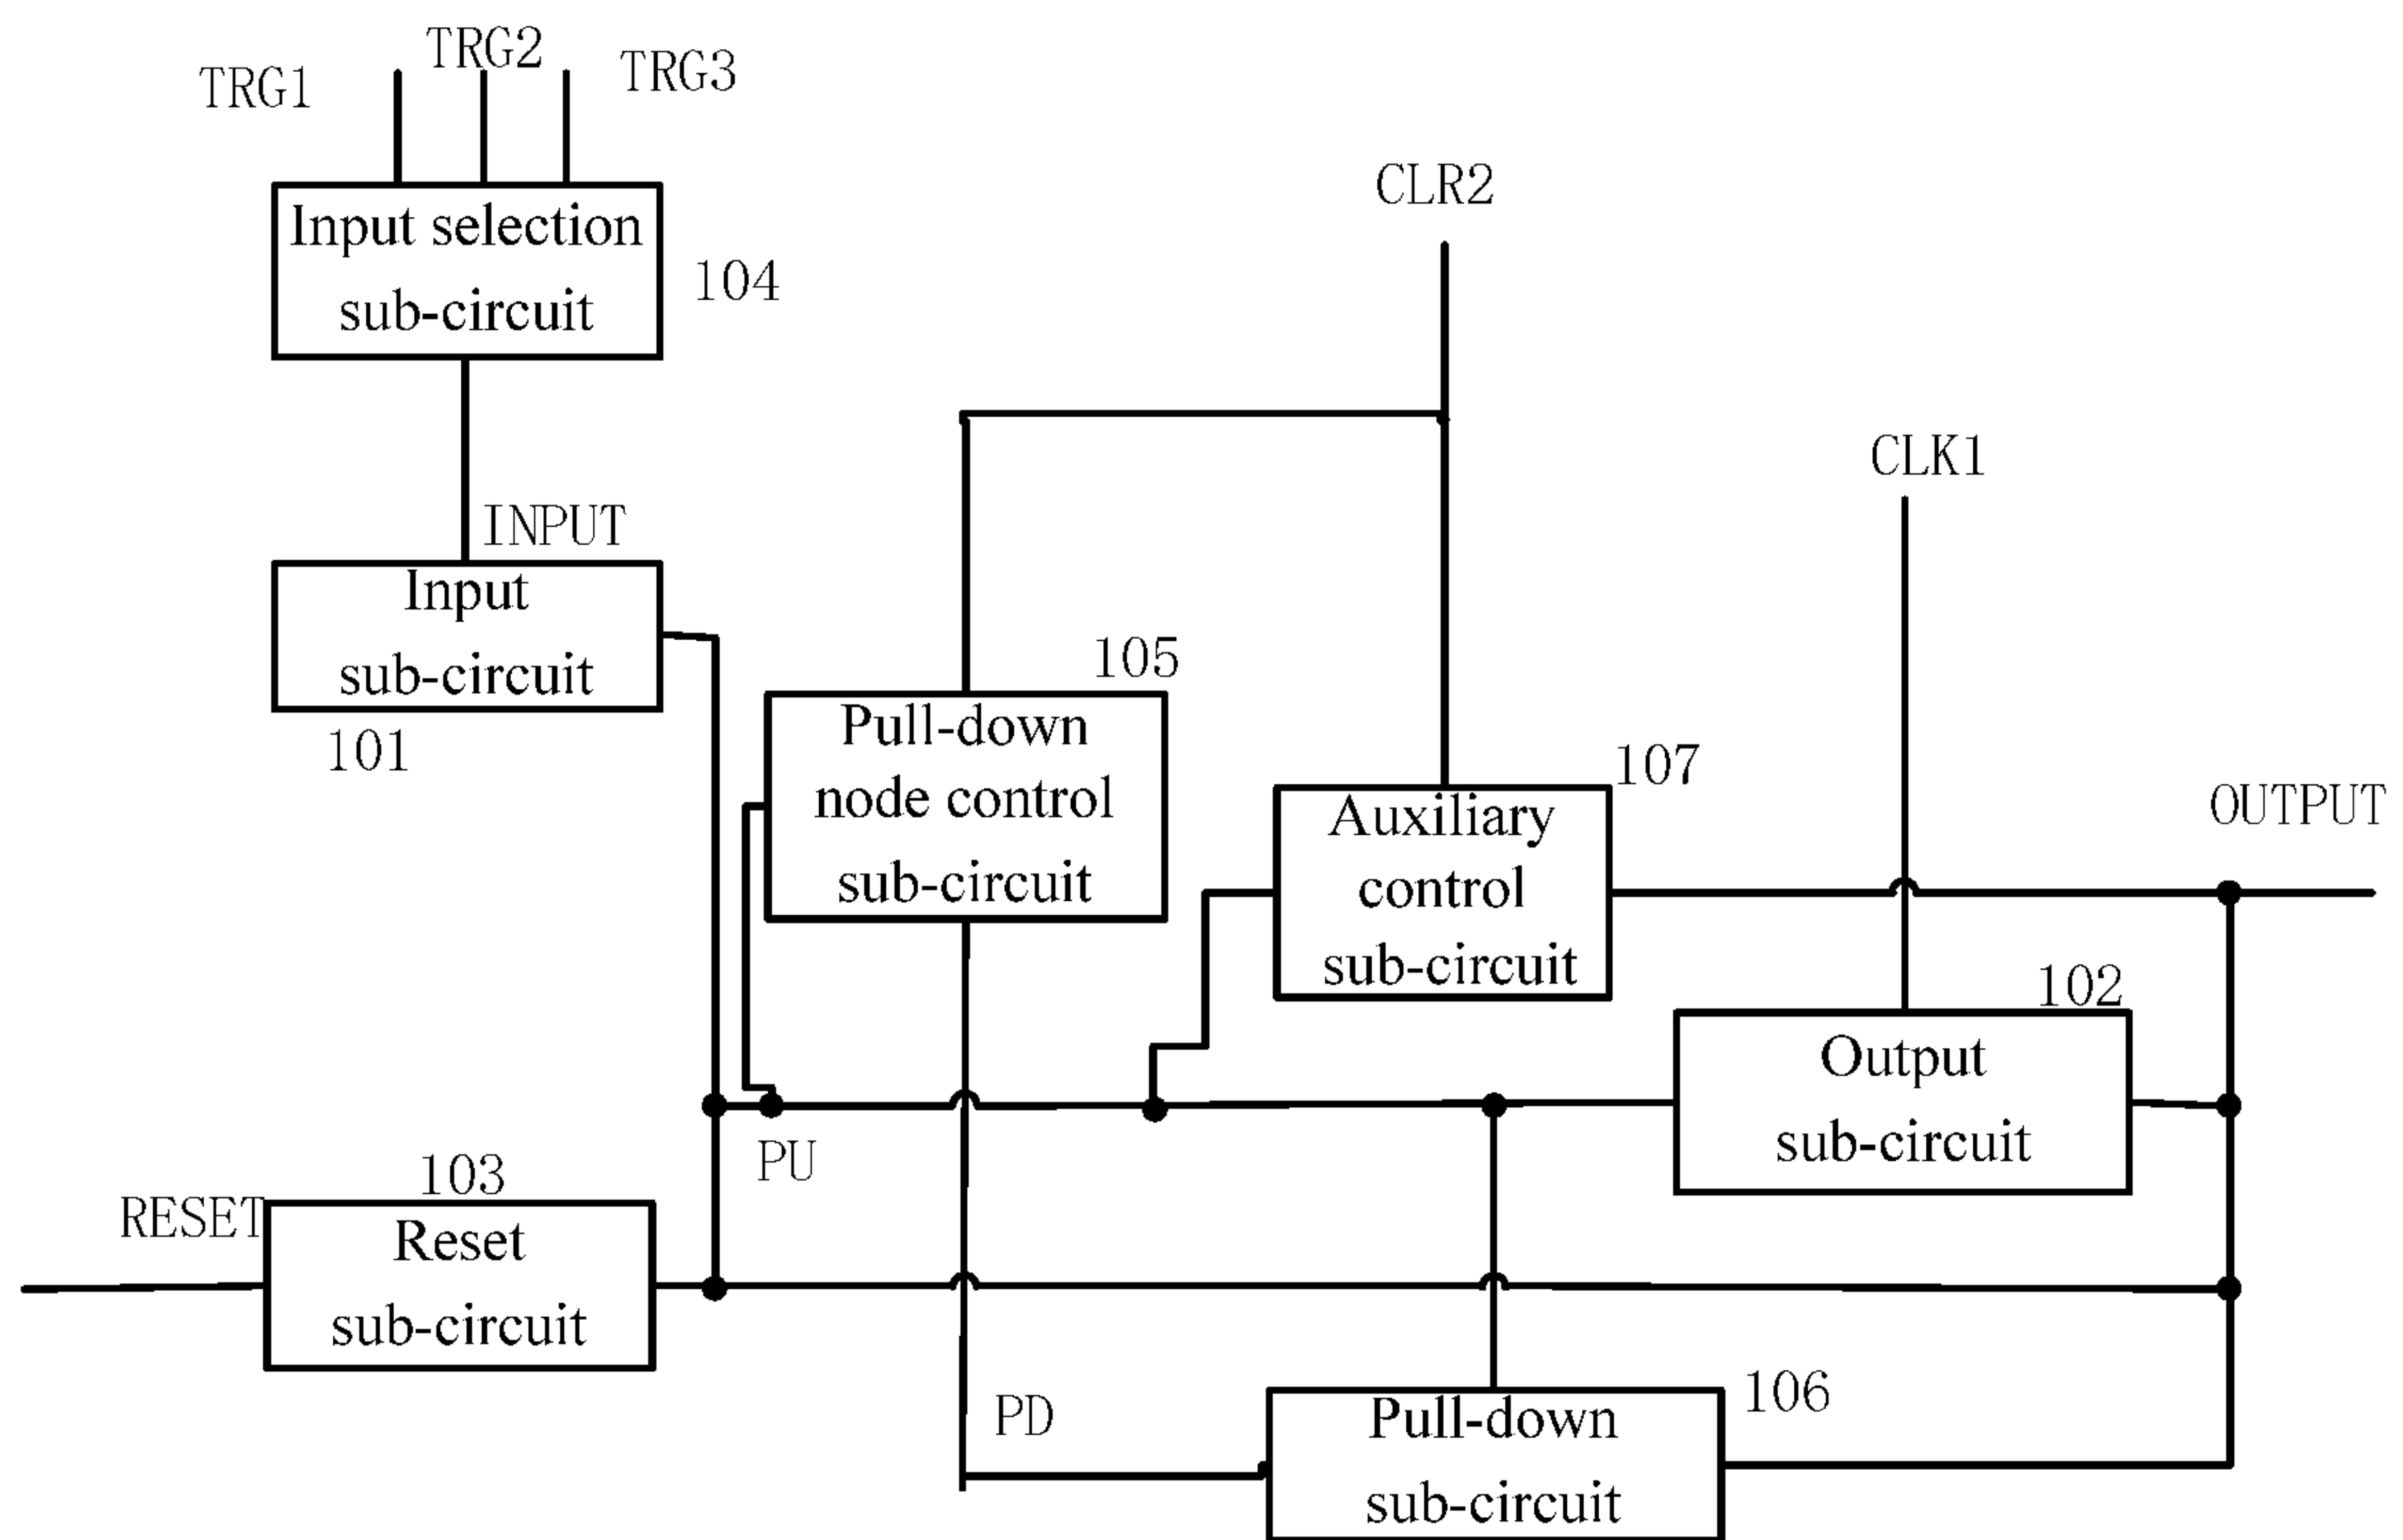 TRG1
TRG2
TRG3
Input selection
sub-circuit
104
CLR2
CLK1
INPUT
Input
sub-circuit
101
105
Pull-down
node control
sub-circuit
107
Auxiliary
control
sub-circuit
OUTPUT
102
Output
sub-circuit
PU
103
RESET
Reset
sub-circuit
PD
106
Pull-down
sub-circuit